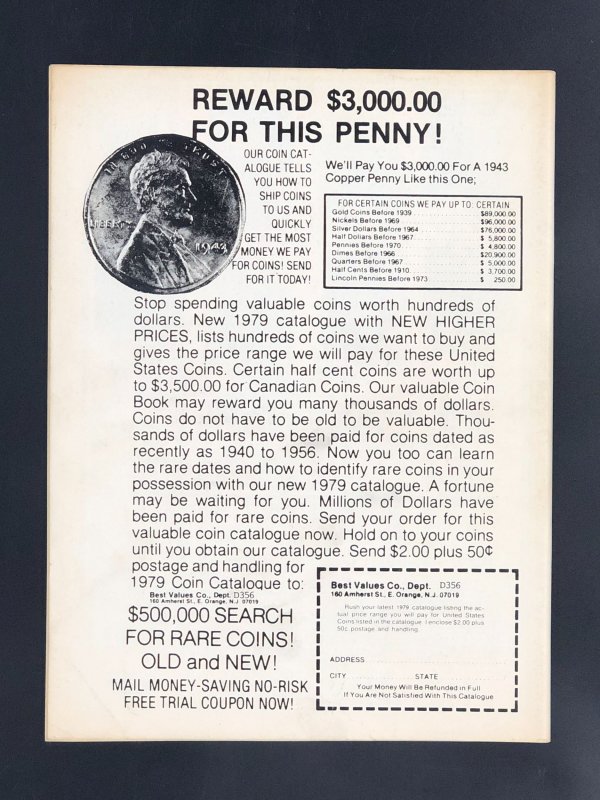 REWARD $3,000.00
FOR THIS PENNY!
OUR COIN CAT-
ALOGUE TELLS
YOU HOW TO
SHIP COINS
TO US AND
QUICKLY
GET THE MOST
MONEY WE PAY
FOR COINS! SEND
FOR IT TODAY!
IN GOD TRUST
LIBERTY
1943
We'll Pay You $3,000.00 For A 1943
Copper Penny Like this One;
FOR CERTAIN COINS WE PAY UP TO: CERTAIN
Gold Coins Before 1939 $89,000.00
Nickels Before 1969 $96,000.00
Silver Dollars Before 1964 $76,000.00
Half Dollars Before 1967 $ 5,800.00
Pennies Before 1970 $ 4,800.00
Dimes Before 1966 $20,900.00
Quarters Before 1967 $ 5,000.00
Half Cents Before 1910 $ 3,700.00
Lincoln Pennies Before 1973 $ 250.00
Stop spending valuable coins worth hundreds of
dollars. New 1979 catalogue with NEW HIGHER
PRICES, lists hundreds of coins we want to buy and
gives the price range we will pay for these United
States Coins. Certain half cent coins are worth up
to $3,500.00 for Canadian Coins. Our valuable Coin
Book may reward you many thousands of dollars.
Coins do not have to be old to be valuable. Thou-
sands of dollars have been paid for coins dated as
recently as 1940 to 1956. Now you too can learn
the rare dates and how to identify rare coins in your
possession with our new 1979 catalogue. A fortune
may be waiting for you. Millions of Dollars have
been paid for rare coins. Send your order for this
valuable coin catalogue now. Hold on to your coins
until you obtain our catalogue. Send $2.00 plus 50¢
postage and handling for
1979 Coin Catalogue to:
Best Values Co., Dept. D356
160 Amherst St., E. Orange, N.J. 07019
$500,000 SEARCH
FOR RARE COINS!
OLD and NEW!
MAIL MONEY-SAVING NO-RISK
FREE TRIAL COUPON NOW!
Best Values Co., Dept. D356
160 Amherst St., E. Orange, N.J. 07019
Rush your latest 1979 catalogue listing the ac-
tual price range you will pay for United States
Coins listed in the catalogue. I enclose $2.00 plus
50c postage and handling.
ADDRESS
CITY STATE
Your Money Will Be Refunded in Full
If You Are Not Satisfied With This Catalogue